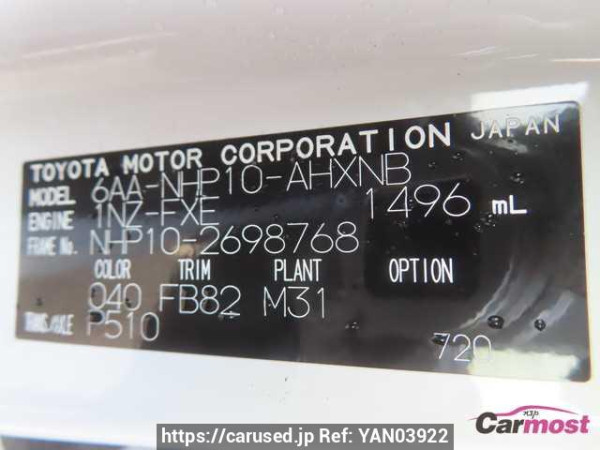 TOYOTA MOTOR CORPORATION JAPAN
MODEL 6AA-NHP10-AHXNB
ENGINE 1NZ-FXE 1496 mL
FRAME No. NHP10-2698768
COLOR TRIM PLANT OPTION
040 FB82 M31
TRANS./AXLE P510
720
Carmost
https://carused.jp Ref: YAN03922